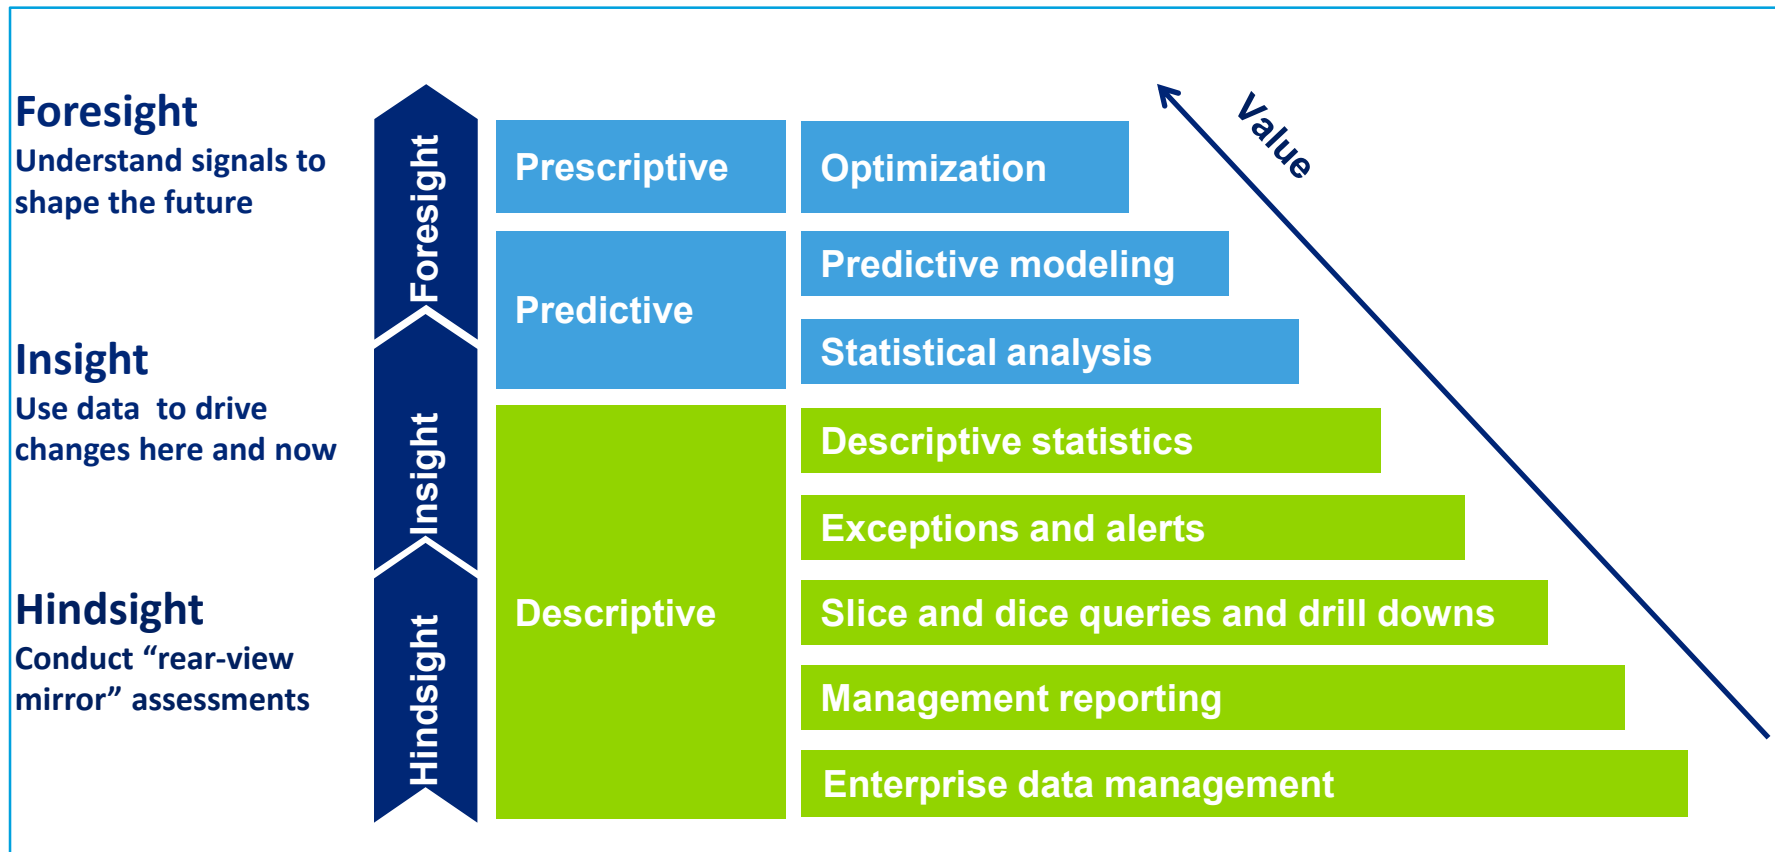 Foresight
Understand signals to
shape the future
Insight
Use data  to drive
changes here and now
Hindsight
Conduct “rear-view
mirror” assessments
Foresight
Insight
Hindsight
Prescriptive
Predictive
Descriptive
Optimization
Predictive modeling
Statistical analysis
Descriptive statistics
Exceptions and alerts
Slice and dice queries and drill downs
Management reporting
Enterprise data management
Value